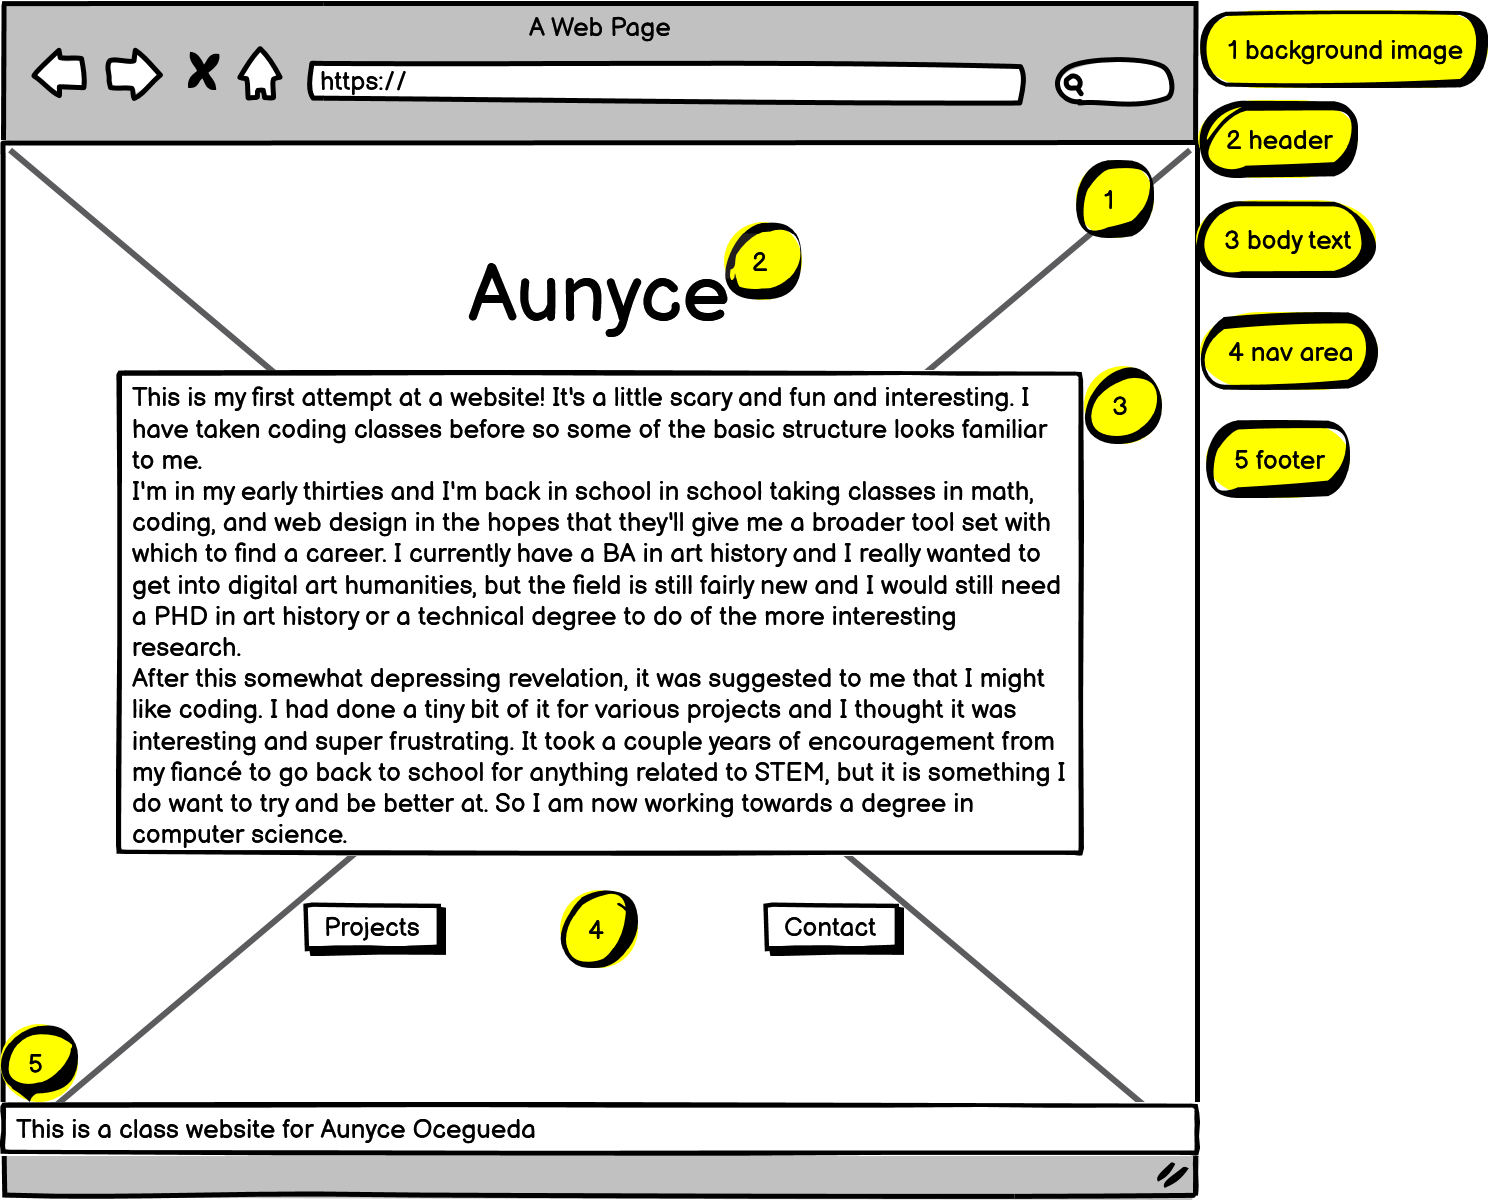 A Web Page
https://
1 background image
2 header
3 body text
4 nav area
5 footer
1
2
Aunyce
3
This is my first attempt at a website! It's a little scary and fun and interesting. I
have taken coding classes before so some of the basic structure looks familiar
to me.
I'm in my early thirties and I'm back in school in school taking classes in math,
coding, and web design in the hopes that they'll give me a broader tool set with
which to find a career. I currently have a BA in art history and I really wanted to
get into digital art humanities, but the field is still fairly new and I would still need
a PHD in art history or a technical degree to do of the more interesting
research.
After this somewhat depressing revelation, it was suggested to me that I might
like coding. I had done a tiny bit of it for various projects and I thought it was
interesting and super frustrating. It took a couple years of encouragement from
my fiancé to go back to school for anything related to STEM, but it is something I
do want to try and be better at. So I am now working towards a degree in
computer science.
Projects
4
Contact
5
This is a class website for Aunyce Ocegueda